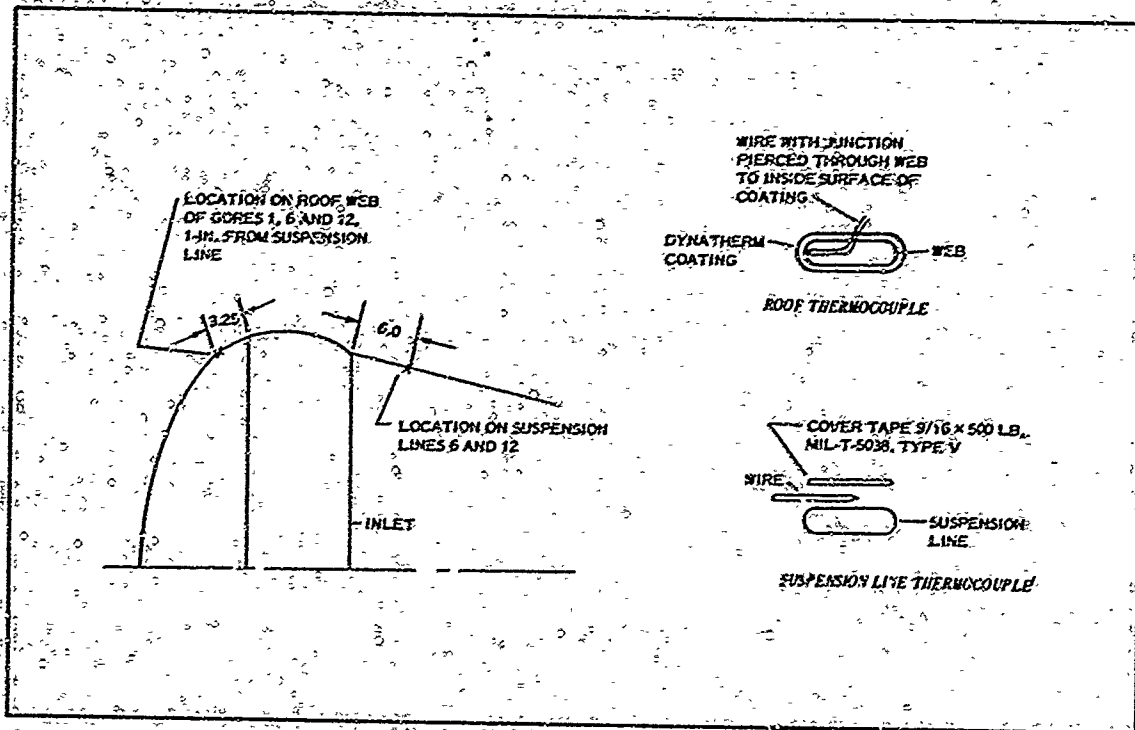 LOCATION ON ROOF WEB
OF GORES 1, 6 AND 12,
1-IN. FROM SUSPENSION
LINE
3.25
6.0
LOCATION ON SUSPENSION
LINES 6 AND 12
INLET
WIRE WITH JUNCTION
PIERCED THROUGH WEB
TO INSIDE SURFACE OF
COATING
DYNATHERM
COATING
WEB
ROOF THERMOCOUPLE
COVER TAPE 9/16 × 500 LB,
MIL-T-5038, TYPE V
WIRE
SUSPENSION
LINE
SUSPENSION LINE THERMOCOUPLE